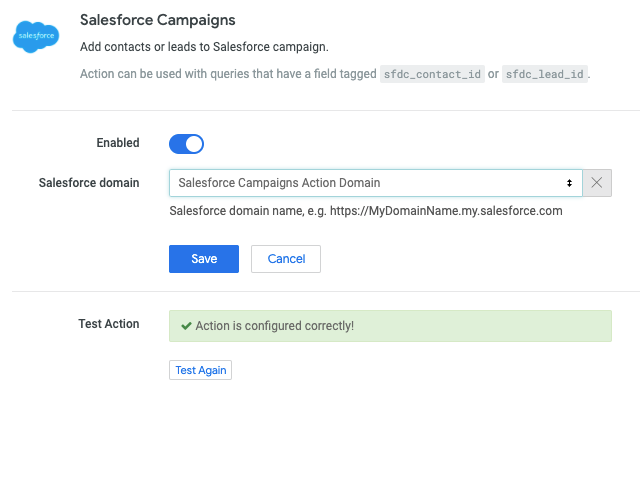 Salesforce Campaigns
salesforce
Add contacts or leads to Salesforce campaign.
Action can be used with queries that have a field tagged sfdc_contact_id or sfdc_lead_id.
Enabled
Salesforce domain
Salesforce Campaigns Action Domain
Salesforce domain name, e.g. https://MyDomainName.my.salesforce.com
Save Cancel
Test Action
Action is configured correctly!
Test Again